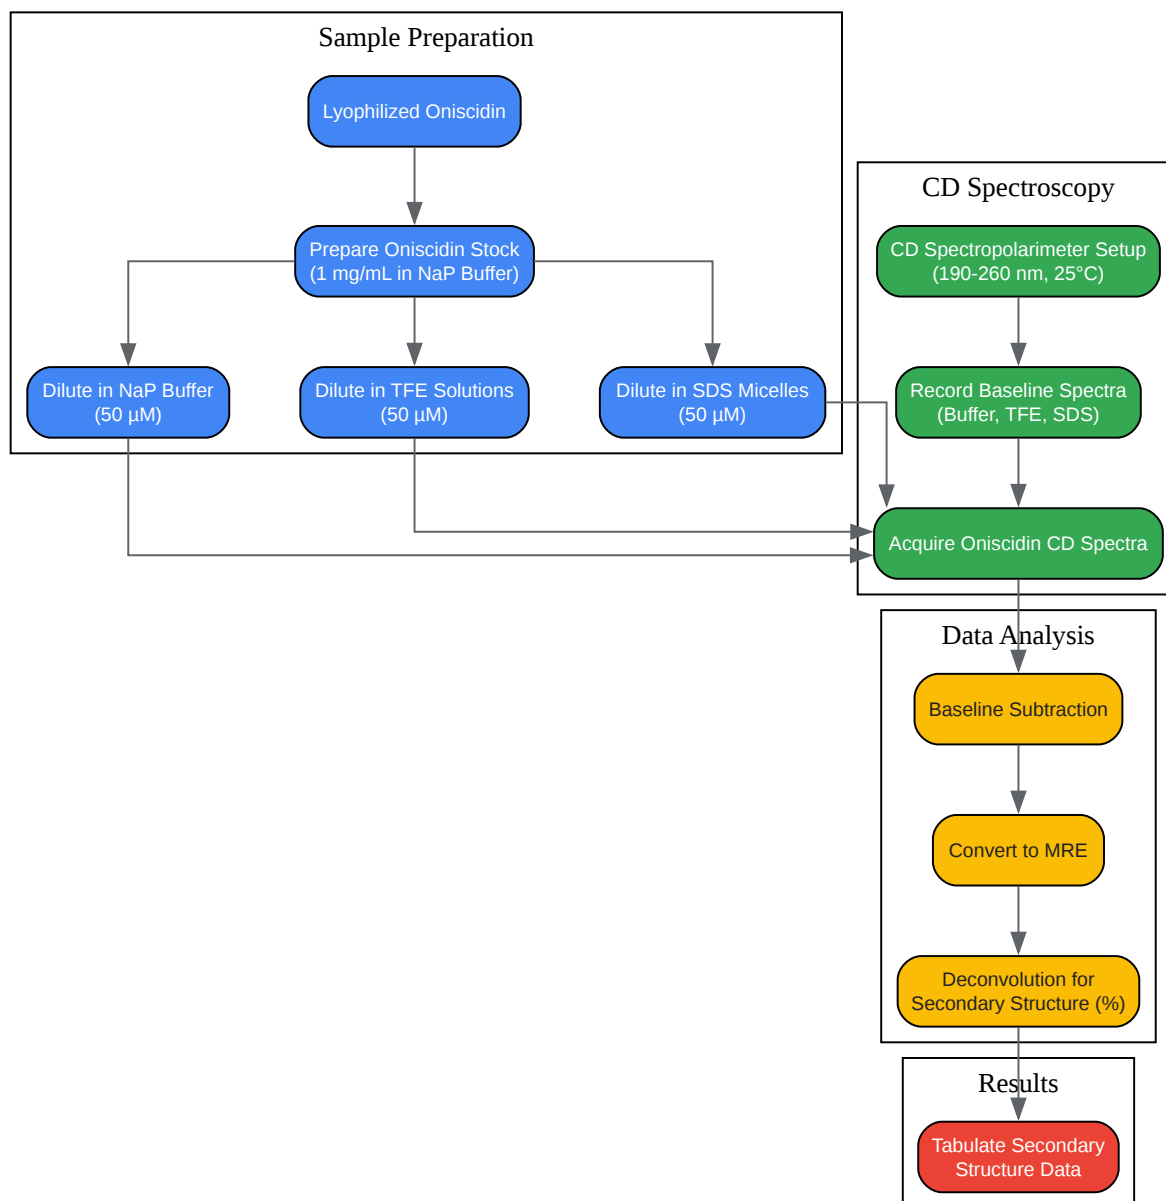 Sample Preparation
Lyophilized Oniscidin
Prepare Oniscidin Stock
(1 mg/mL in NaP Buffer)
Dilute in NaP Buffer
(50 µM)
Dilute in TFE Solutions
(50 µM)
Dilute in SDS Micelles
(50 µM)
CD Spectroscopy
CD Spectropolarimeter Setup
(190-260 nm, 25°C)
Record Baseline Spectra
(Buffer, TFE, SDS)
Acquire Oniscidin CD Spectra
Data Analysis
Baseline Subtraction
Convert to MRE
Deconvolution for
Secondary Structure (%)
Results
Tabulate Secondary
Structure Data